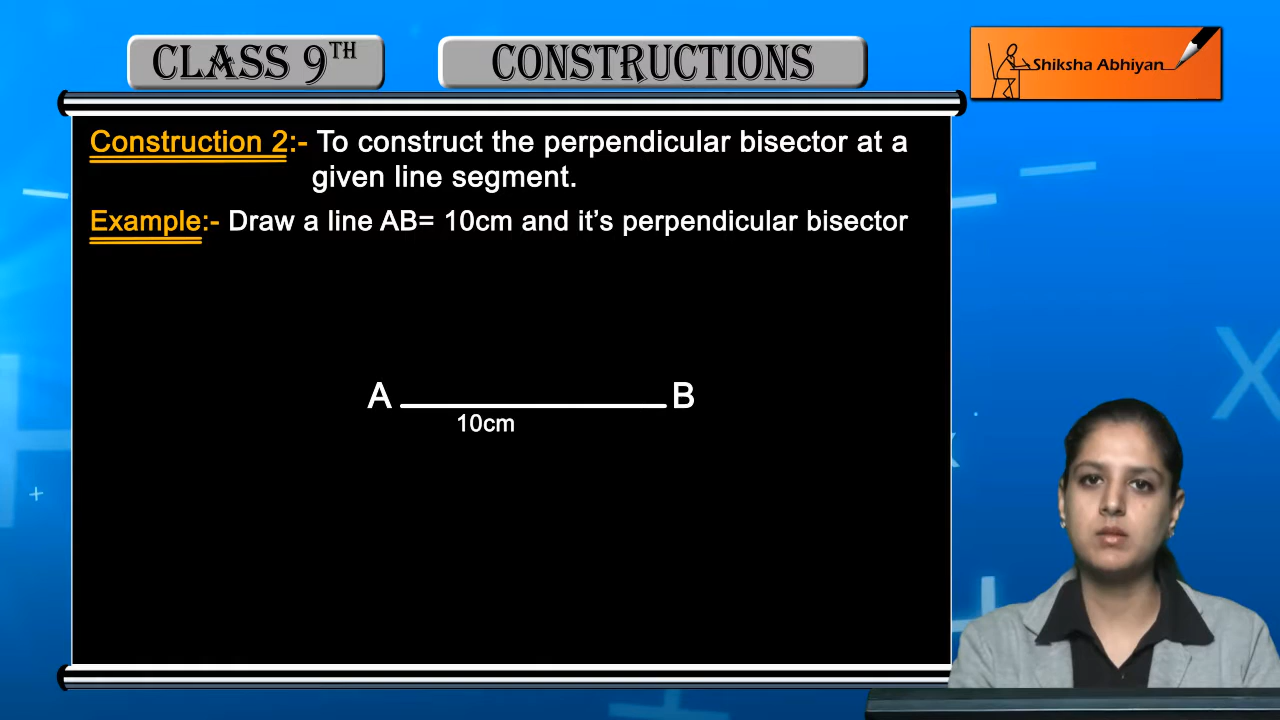 CLASS 9TH
CONSTRUCTIONS
Shiksha Abhiyan
Construction 2:- To construct the perpendicular bisector at a
given line segment.
Example:- Draw a line AB= 10cm and it’s perpendicular bisector
A B
10cm